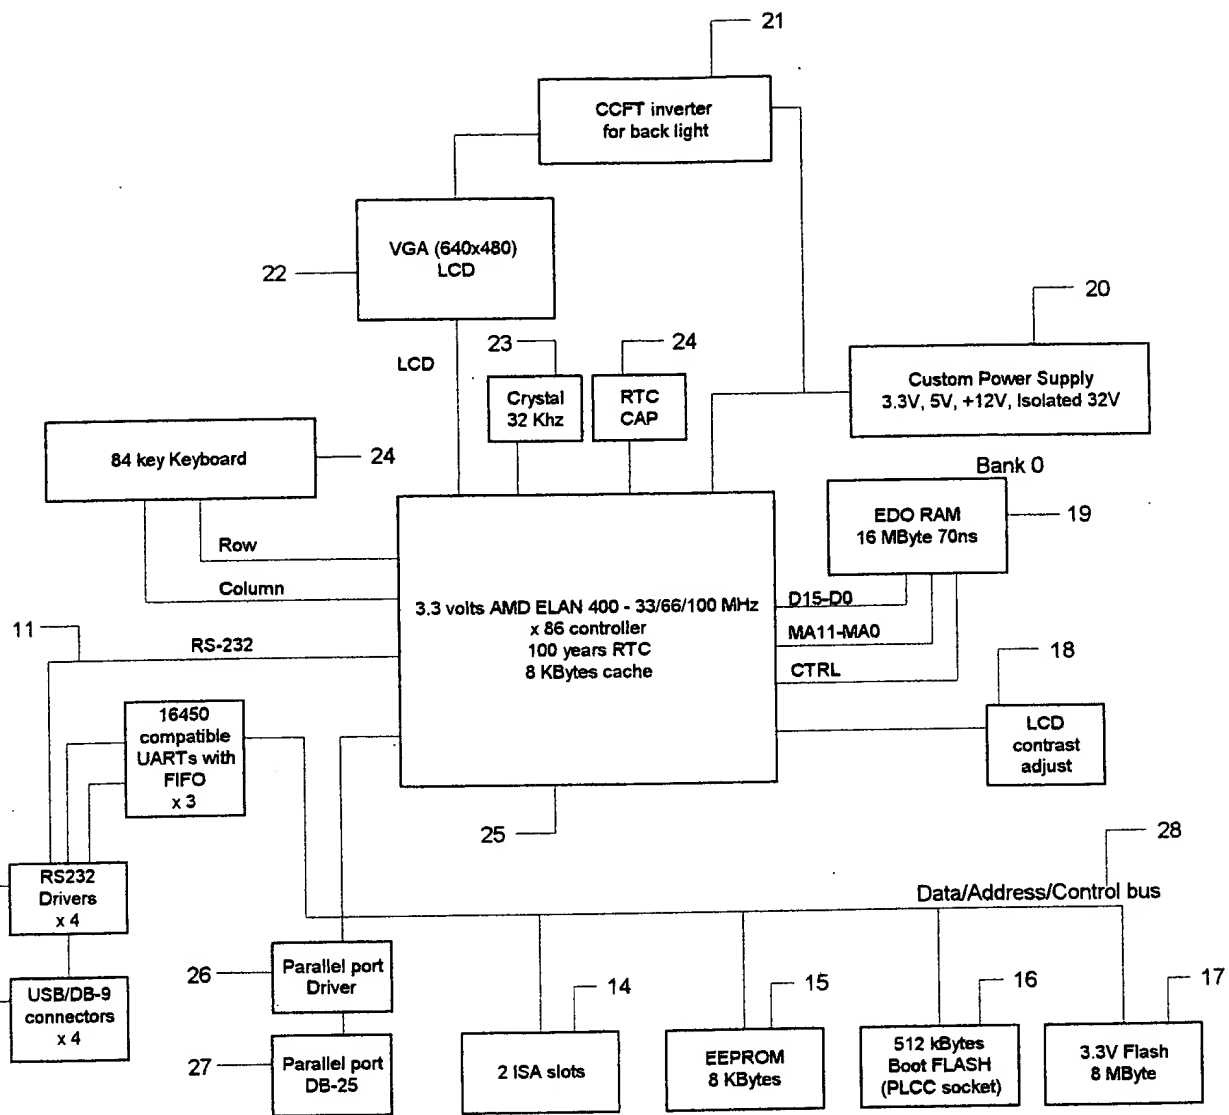 21
CCFT inverter
for back light
VGA (640x480)
LCD
22
20
Custom Power Supply
3.3V, 5V, +12V, Isolated 32V
LCD
23
Crystal
32 Khz
24
RTC
CAP
84 key Keyboard
24
Bank 0
EDO RAM
16 MByte 70ns
19
Row
Column
D15-D0
MA11-MA0
CTRL
3.3 volts AMD ELAN 400 - 33/66/100 MHz
x 86 controller
100 years RTC
8 KBytes cache
11
RS-232
18
LCD
contrast
adjust
16450
compatible
UARTs with
FIFO
x 3
25
28
Data/Address/Control bus
RS232
Drivers
x 4
USB/DB-9
connectors
x 4
26
Parallel port
Driver
27
Parallel port
DB-25
14
2 ISA slots
15
EEPROM
8 KBytes
16
512 kBytes
Boot FLASH
(PLCC socket)
17
3.3V Flash
8 MByte